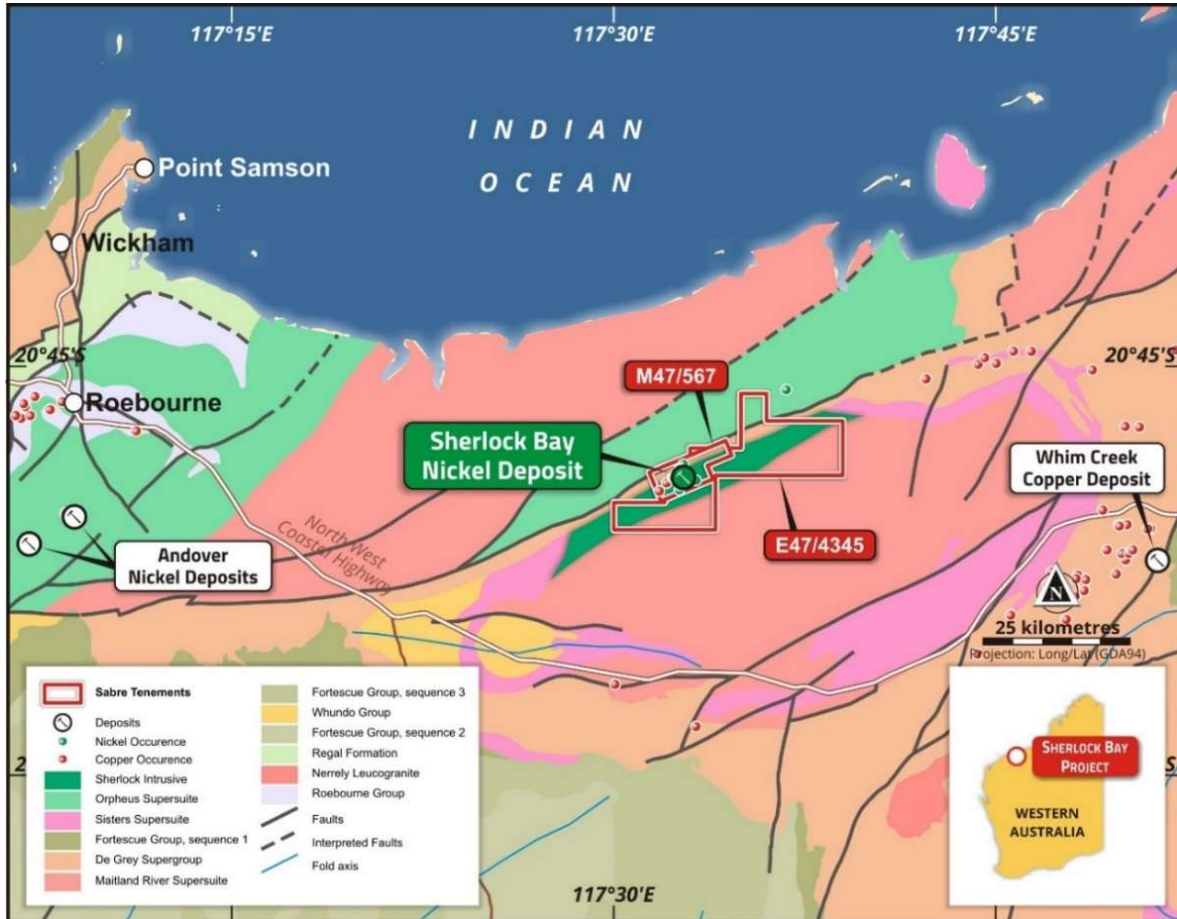 117°15'E
117°30'E
117°45'E
INDIAN
OCEAN
Point Samson
Wickham
20°45'S
20°45'S
M47/567
Roebourne
Sherlock Bay
Nickel Deposit
Whim Creek
Copper Deposit
E47/4345
North West
Coastal Highway
Andover
Nickel Deposits
N
25 kilometres
Projection: Long/Lat (GDA94)
Sabre Tenements
Deposits
Nickel Occurence
Copper Occurence
Sherlock Intrusive
Orpheus Supersuite
Sisters Supersuite
Fortescue Group, sequence 1
De Grey Supergroup
Maitland River Supersuite
Fortescue Group, sequence 3
Whundo Group
Fortescue Group, sequence 2
Regal Formation
Nerrely Leucogranite
Roebourne Group
Faults
Interpreted Faults
Fold axis
117°30'E
SHERLOCK BAY
PROJECT
WESTERN
AUSTRALIA